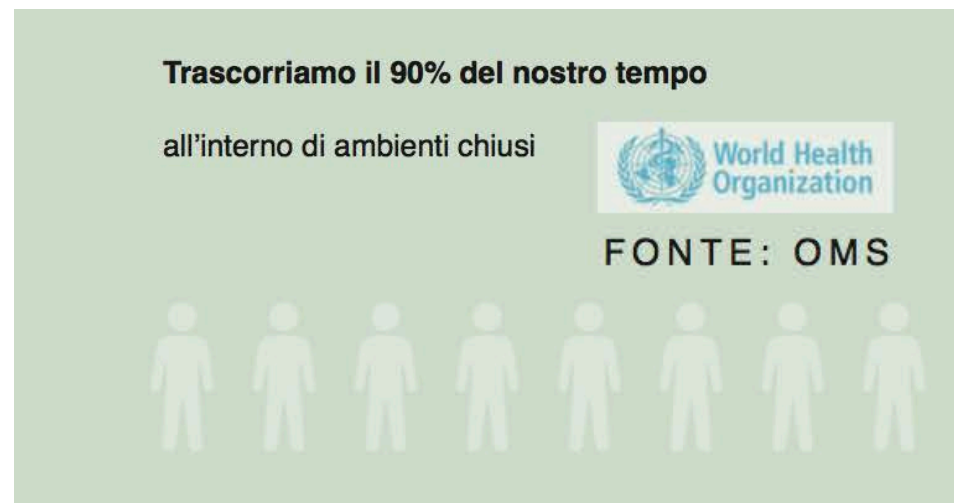 Trascorriamo il 90% del nostro tempo
all'interno di ambienti chiusi
World Health
Organization
FONTE: OMS